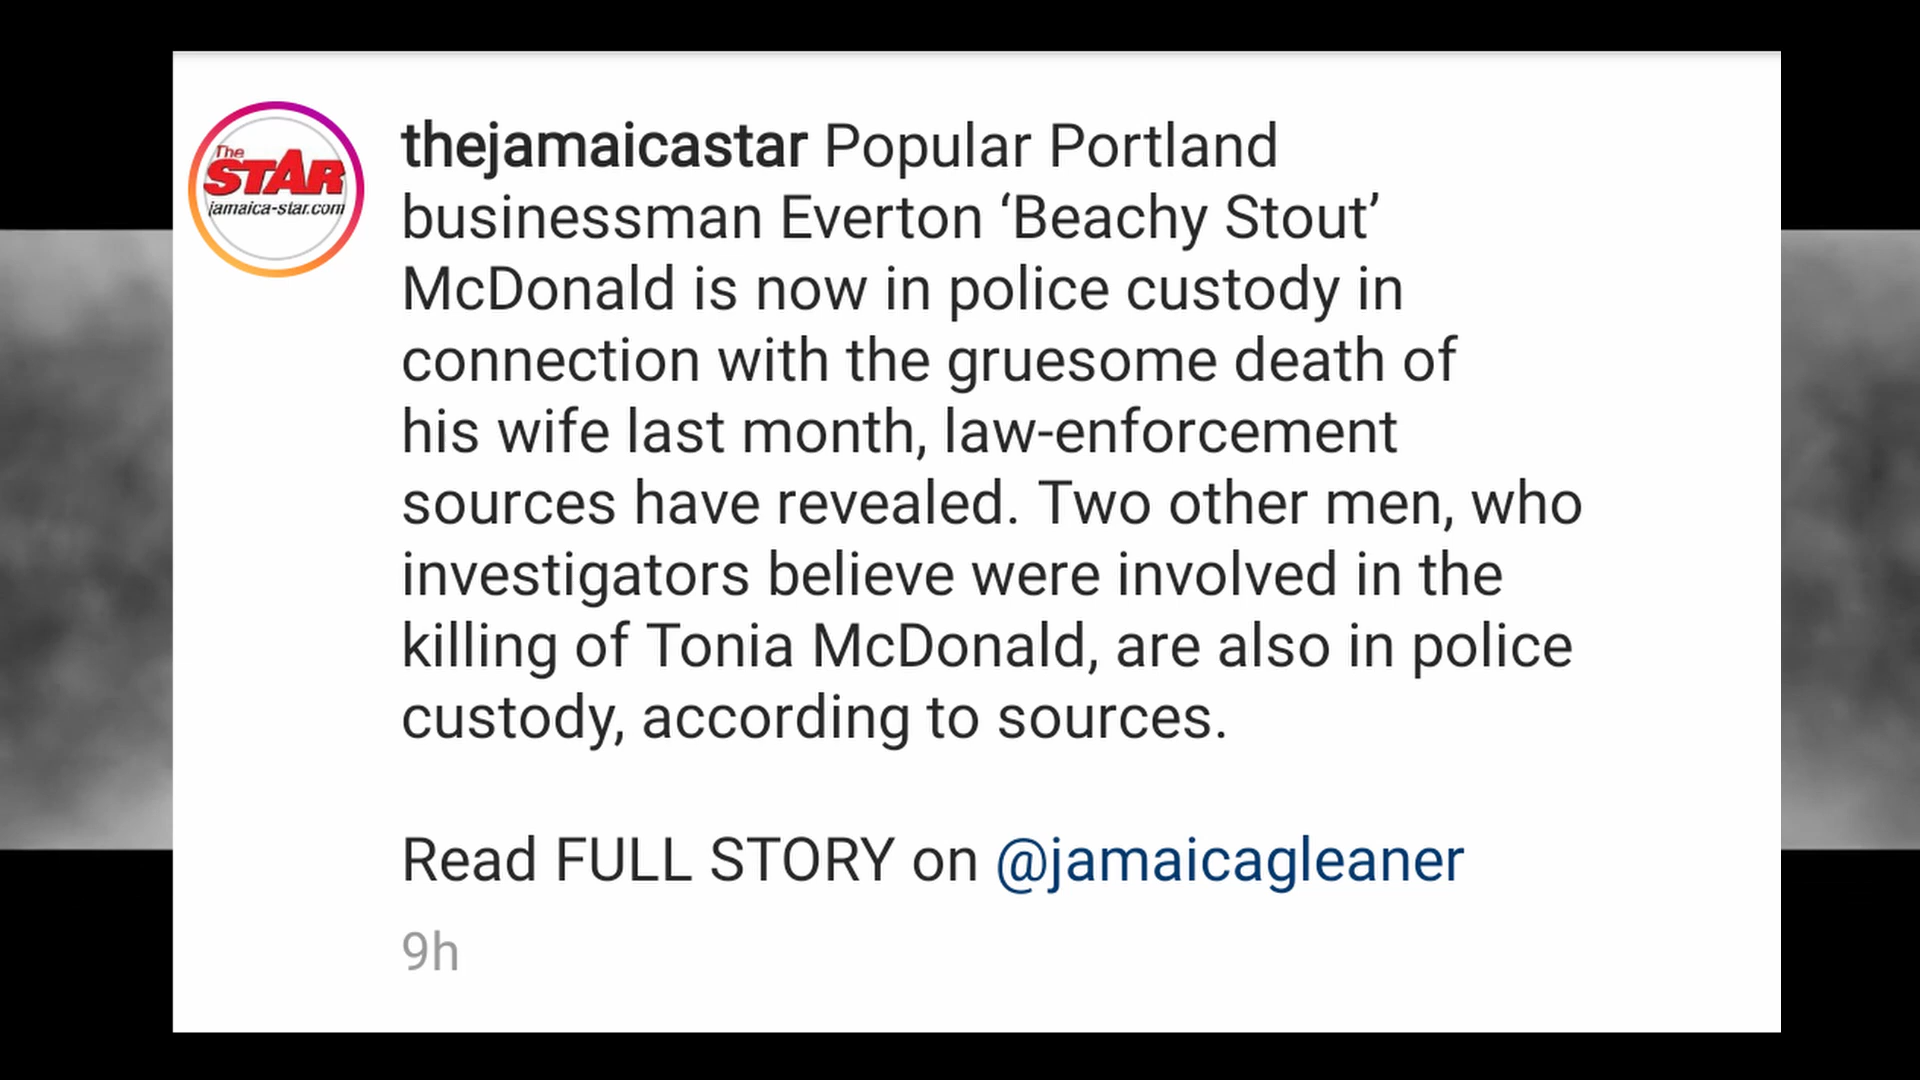 The
STAR
jamaica-star.com
thejamaicastar Popular Portland
businessman Everton ‘Beachy Stout’
McDonald is now in police custody in
connection with the gruesome death of
his wife last month, law-enforcement
sources have revealed. Two other men, who
investigators believe were involved in the
killing of Tonia McDonald, are also in police
custody, according to sources.
Read FULL STORY on @jamaicagleaner
9h